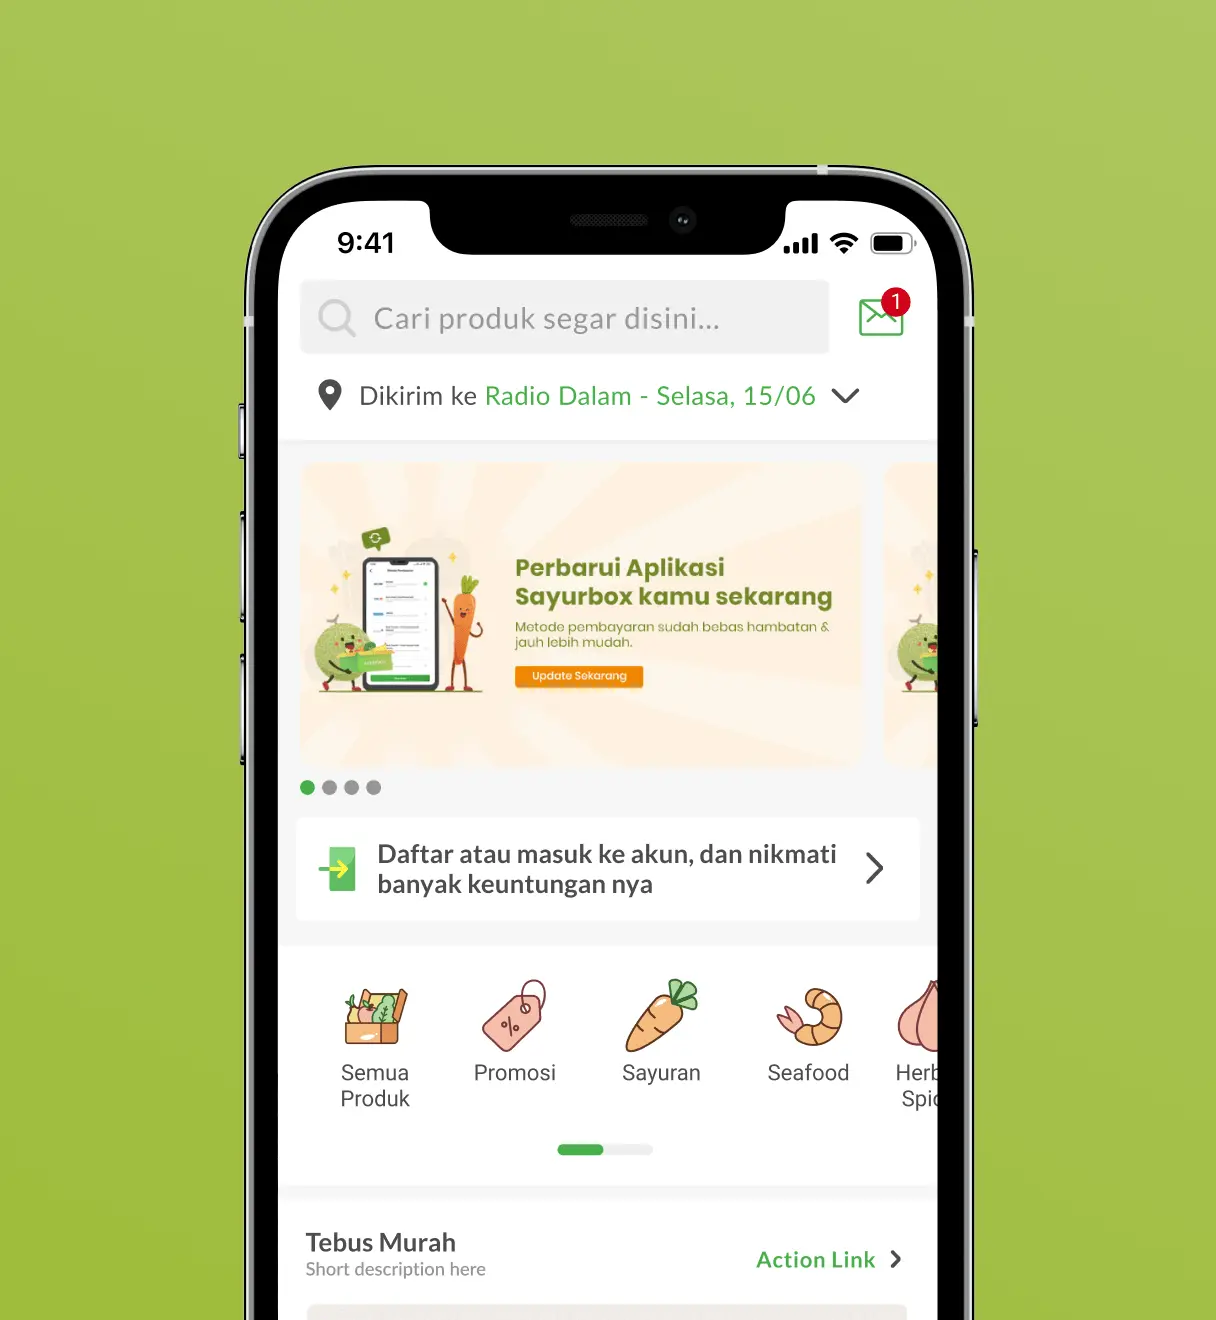 9:41
Cari produk segar disini...
1
Dikirim ke Radio Dalam - Selasa, 15/06
Perbarui Aplikasi
Sayurbox kamu sekarang
Metode pembayaran sudah bebas hambatan &
jauh lebih mudah.
Update Sekarang
Daftar atau masuk ke akun, dan nikmati
banyak keuntungan nya
Semua
Produk
Promosi
%
Sayuran
Seafood
Herb
Spic
Tebus Murah
Short description here
Action Link